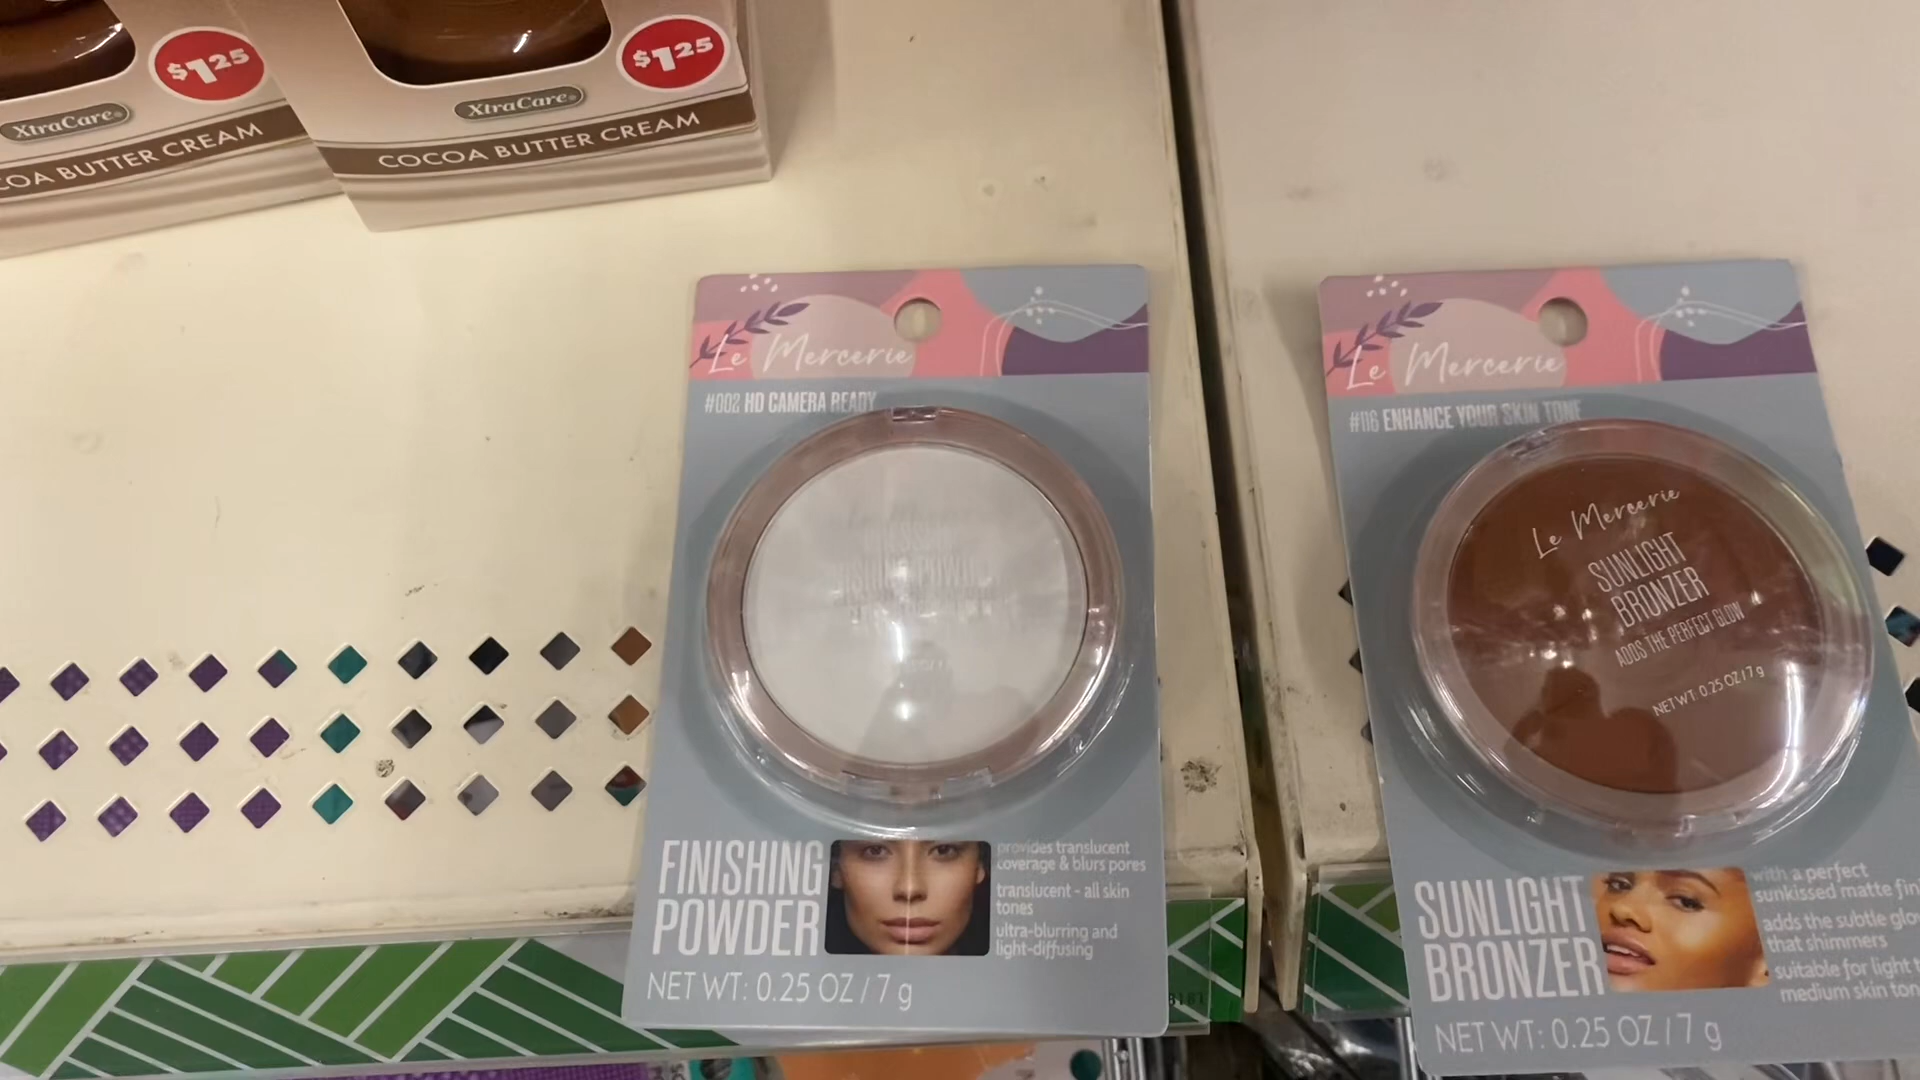 $1.25
XtraCare
COA BUTTER CREAM
$1.25
XtraCare
COCOA BUTTER CREAM
Le Mercerie
#002 HD CAMERA READY
FINISHING
POWDER
provides translucent
coverage & blurs pores
translucent - all skin
tones
ultra-blurring and
light-diffusing
NET WT: 0.25 OZ / 7 g
Le Mercerie
#116 ENHANCE YOUR SKIN TONE
Le Mercerie
SUNLIGHT
BRONZER
ADDS THE PERFECT GLOW
NET WT: 0.25 OZ / 7 g
SUNLIGHT
BRONZER
with a perfect
sunkissed matte
adds the subtle
that shimmers
suitable for light
medium skin
NET WT: 0.25 OZ / 7 g